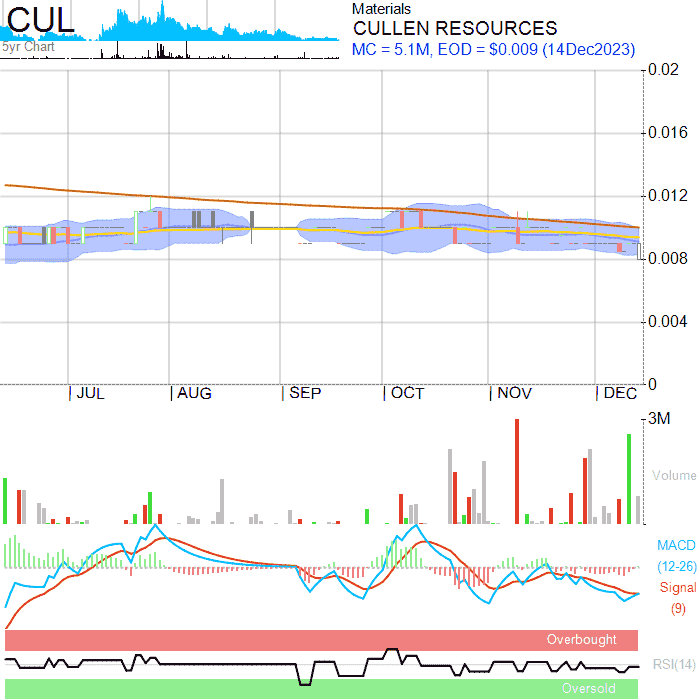 CUL
5yr Chart
Materials
CULLEN RESOURCES
MC = 5.1M, EOD = $0.009 (14Dec2023)
0.02
0.016
0.012
0.008
0.004
0
JUL AUG SEP OCT NOV DEC
3M
Volume
MACD
(12-26)
Signal
(9)
Overbought
RSI(14)
Oversold